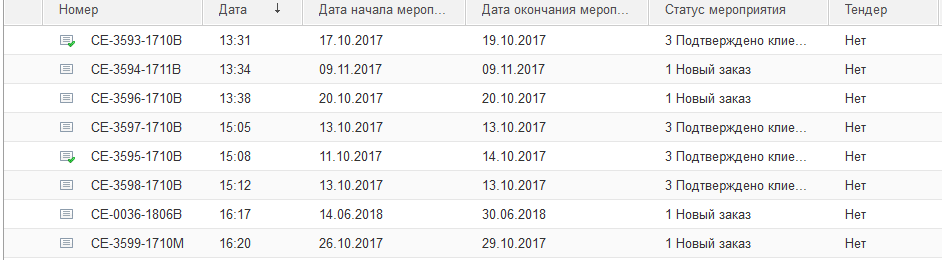 Номер Дата ↓ Дата начала мероп... Дата окончания мероп... Статус мероприятия Тендер
CE-3593-1710B 13:31 17.10.2017 19.10.2017 3 Подтверждено клие... Нет
CE-3594-1711B 13:34 09.11.2017 09.11.2017 1 Новый заказ Нет
CE-3596-1710B 13:38 20.10.2017 20.10.2017 1 Новый заказ Нет
CE-3597-1710B 15:05 13.10.2017 13.10.2017 3 Подтверждено клие... Нет
CE-3595-1710B 15:08 11.10.2017 14.10.2017 3 Подтверждено клие... Нет
CE-3598-1710B 15:12 13.10.2017 13.10.2017 3 Подтверждено клие... Нет
CE-0036-1806B 16:17 14.06.2018 30.06.2018 1 Новый заказ Нет
CE-3599-1710M 16:20 26.10.2017 29.10.2017 1 Новый заказ Нет